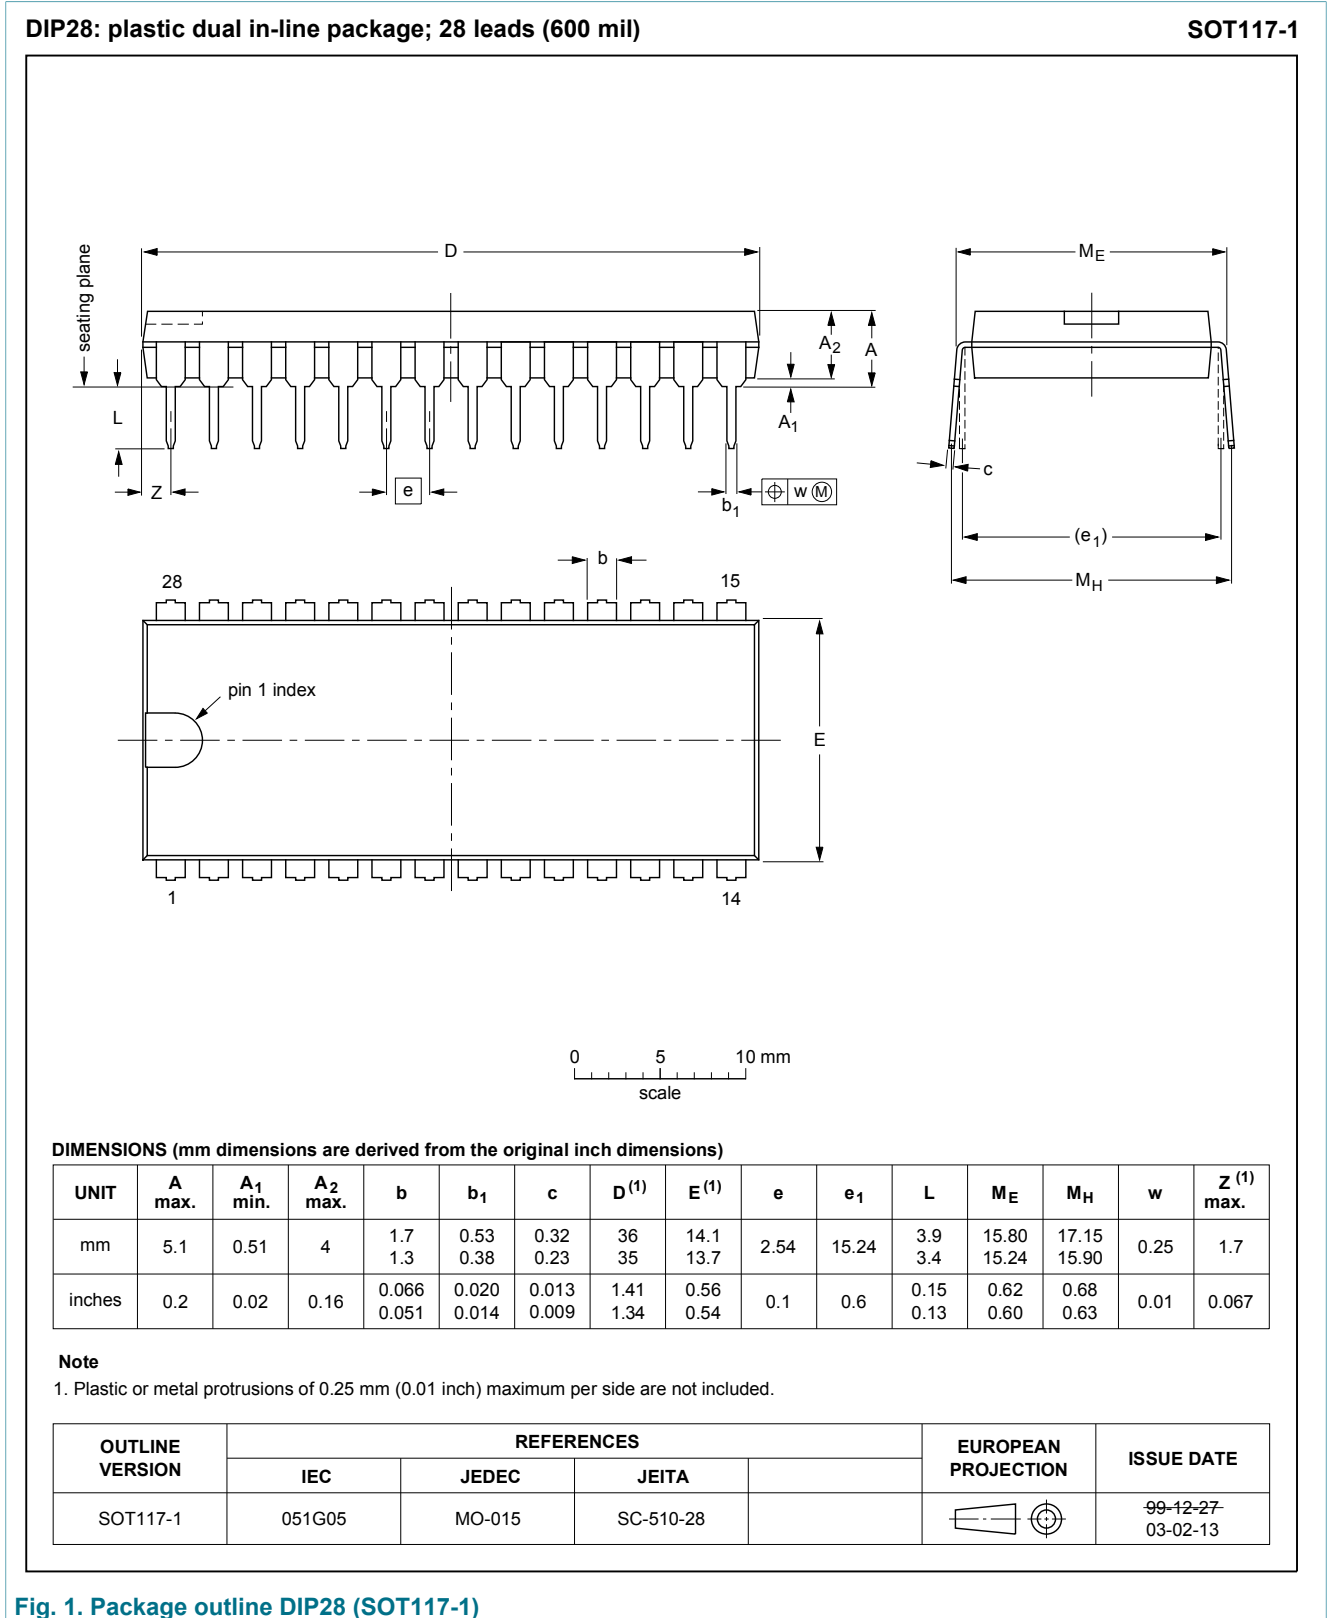 DIP28: plastic dual in-line package; 28 leads (600 mil)
SOT117-1
seating plane
D
A2
A
A1
L
Z
e
b1
w M
ME
c
(e1)
MH
b
28
15
pin 1 index
E
1
14
0 5 10 mm
scale
DIMENSIONS (mm dimensions are derived from the original inch dimensions)
UNIT A max. A1 min. A2 max. b b1 c D(1) E(1) e e1 L ME MH w Z(1) max.
mm 5.1 0.51 4 1.7 1.3 0.53 0.38 0.32 0.23 36 35 14.1 13.7 2.54 15.24 3.9 3.4 15.80 15.24 17.15 15.90 0.25 1.7
inches 0.2 0.02 0.16 0.066 0.051 0.020 0.014 0.013 0.009 1.41 1.34 0.56 0.54 0.1 0.6 0.15 0.13 0.62 0.60 0.68 0.63 0.01 0.067
Note
1. Plastic or metal protrusions of 0.25 mm (0.01 inch) maximum per side are not included.
OUTLINE VERSION REFERENCES EUROPEAN PROJECTION ISSUE DATE
IEC JEDEC JEITA
SOT117-1 051G05 MO-015 SC-510-28 99-12-27
03-02-13
Fig. 1. Package outline DIP28 (SOT117-1)